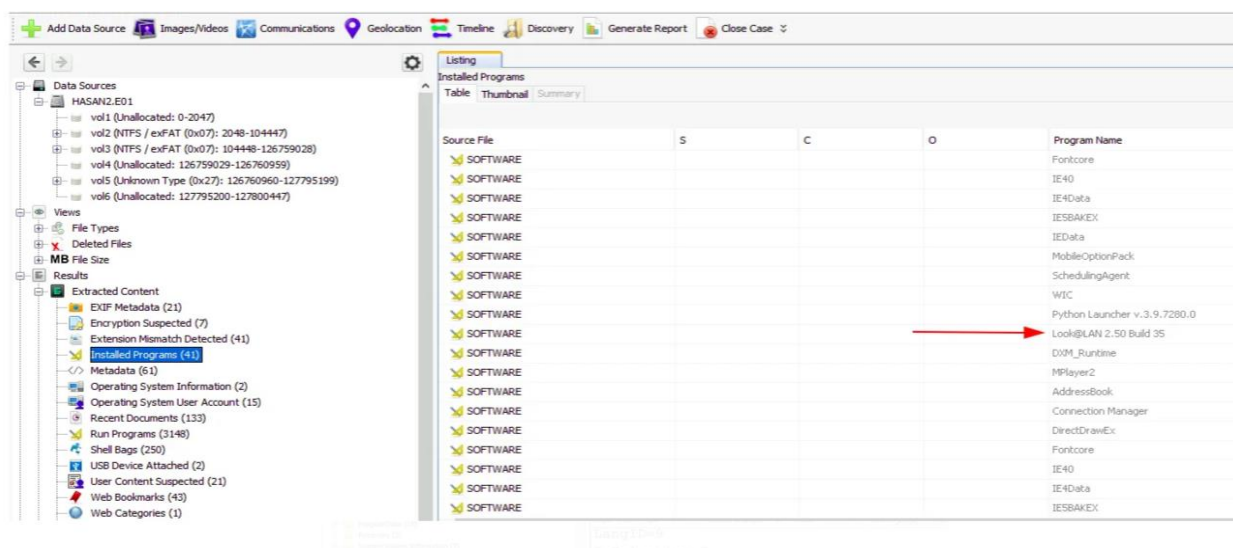 Add Data Source Images/Videos Communications Geolocation Timeline Discovery Generate Report Close Case
Data Sources
HASAN2.E01
vol1 (Unallocated: 0-2047)
vol2 (NTFS / exFAT (0x07): 2048-104447)
vol3 (NTFS / exFAT (0x07): 104448-126759028)
vol4 (Unallocated: 126759029-126760959)
vol5 (Unknown Type (0x27): 126760960-127795199)
vol6 (Unallocated: 127795200-127800447)
Views
File Types
Deleted Files
MB File Size
Results
Extracted Content
EXIF Metadata (21)
Encryption Suspected (7)
Extension Mismatch Detected (41)
Installed Programs (41)
Metadata (61)
Operating System Information (2)
Operating System User Account (15)
Recent Documents (133)
Run Programs (3148)
Shell Bags (250)
USB Device Attached (2)
User Content Suspected (21)
Web Bookmarks (43)
Web Categories (1)
Listing
Installed Programs
Table Thumbnail Summary
Source File S C O Program Name
SOFTWARE Fontcore
SOFTWARE IE40
SOFTWARE IE4Data
SOFTWARE IE5BAKEX
SOFTWARE IEData
SOFTWARE MobileOptionPack
SOFTWARE SchedulingAgent
SOFTWARE WIC
SOFTWARE Python Launcher v.3.9.7280.0
SOFTWARE Look@LAN 2.50 Build 35
SOFTWARE DXM_Runtime
SOFTWARE MPlayer2
SOFTWARE AddressBook
SOFTWARE Connection Manager
SOFTWARE DirectDrawEx
SOFTWARE Fontcore
SOFTWARE IE40
SOFTWARE IE4Data
SOFTWARE IE5BAKEX